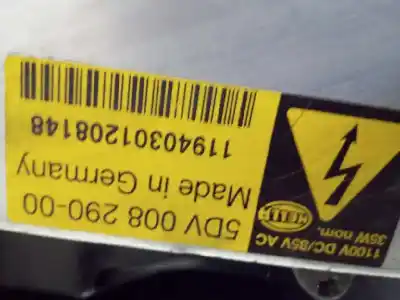 5DV 008 290-00
Made in Germany
11940301208148
HELLA
1100V DC/85V AC
35W nom.